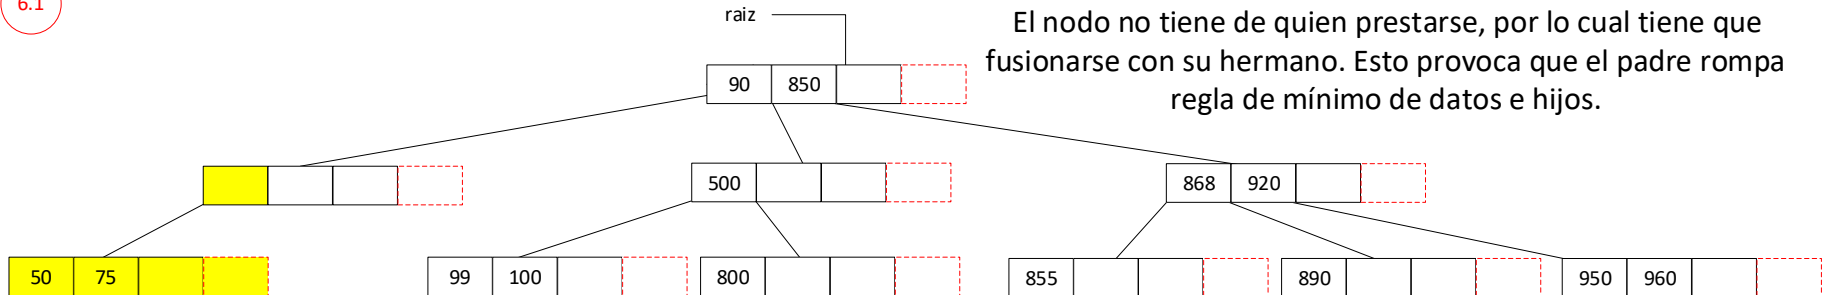 6.1
raiz
El nodo no tiene de quien prestarse, por lo cual tiene que
fusionarse con su hermano. Esto provoca que el padre rompa
regla de mínimo de datos e hijos.
90 850
500
868 920
50 75
99 100
800
855
890
950 960